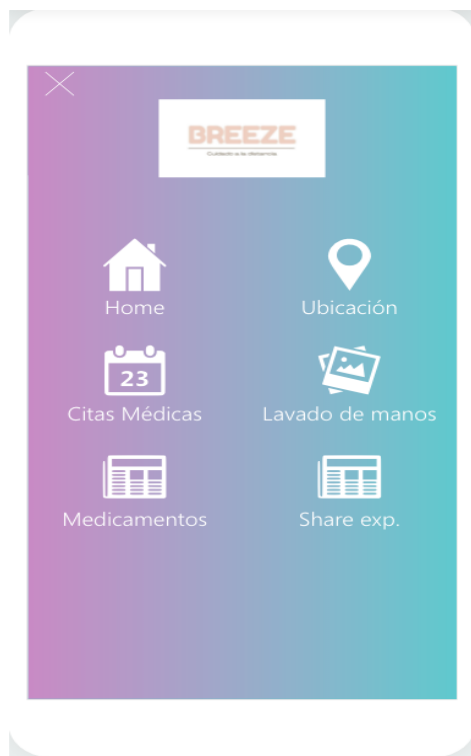 BREEZE
Cuidado a la distancia
Home
Ubicación
23
Citas Médicas
Lavado de manos
Medicamentos
Share exp.